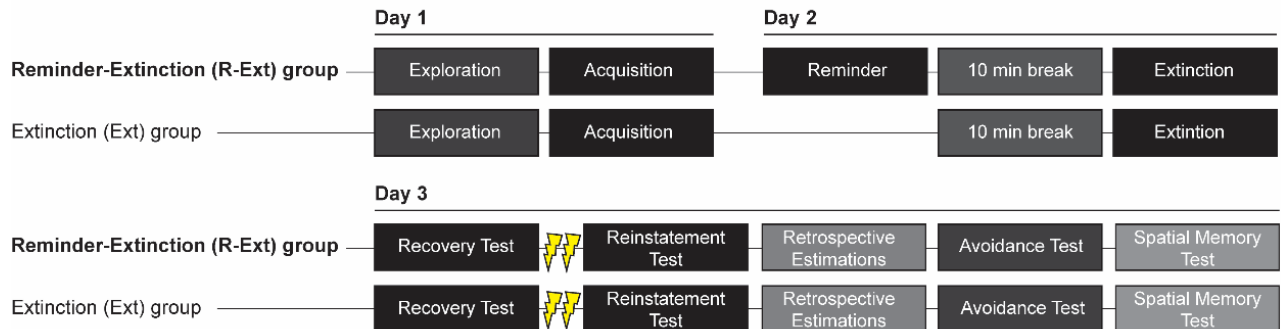 Day 1 Day 2
Reminder-Extinction (R-Ext) group Exploration Acquisition Reminder 10 min break Extinction
Extinction (Ext) group Exploration Acquisition 10 min break Extintion
Day 3
Reminder-Extinction (R-Ext) group Recovery Test Reinstatement Test Retrospective Estimations Avoidance Test Spatial Memory Test
Extinction (Ext) group Recovery Test Reinstatement Test Retrospective Estimations Avoidance Test Spatial Memory Test